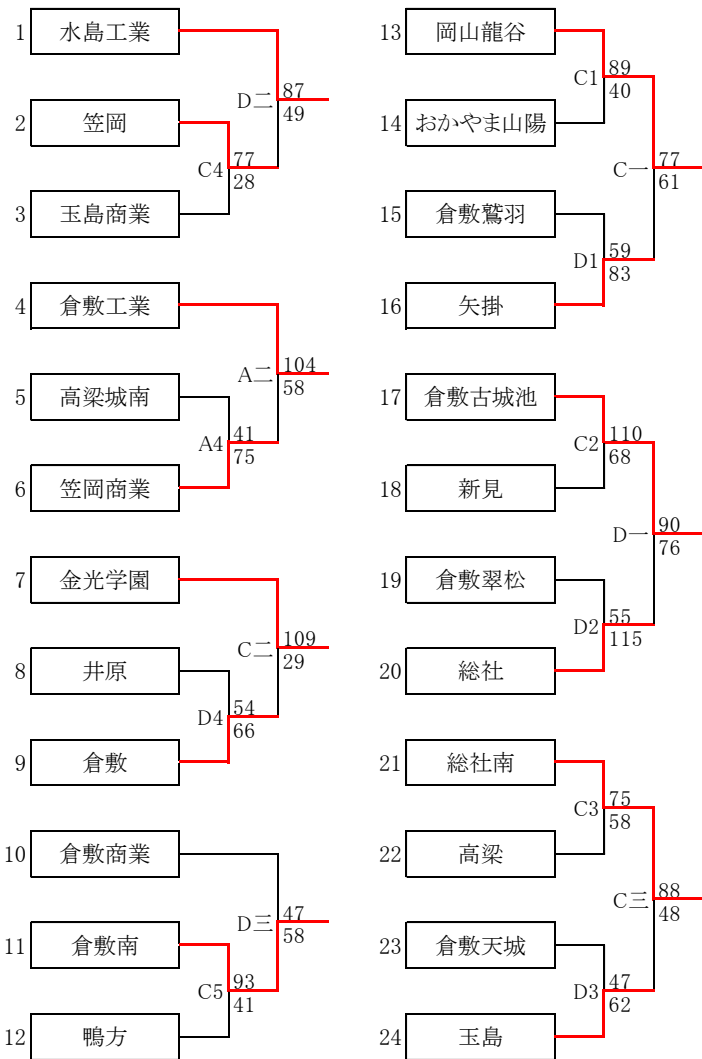 1 水島工業
D二 87
49
2 笠岡
C4 77
28
3 玉島商業
4 倉敷工業
A二 104
58
5 高梁城南
A4 41
75
6 笠岡商業
7 金光学園
C二 109
29
8 井原
D4 54
66
9 倉敷
10 倉敷商業
D三 47
58
11 倉敷南
C5 93
41
12 鴨方
13 岡山龍谷
C1 89
40
14 おかやま山陽
C一 77
61
15 倉敷鷲羽
D1 59
83
16 矢掛
17 倉敷古城池
C2 110
68
18 新見
D一 90
76
19 倉敷翠松
D2 55
115
20 総社
21 総社南
C3 75
58
22 高梁
C三 88
48
23 倉敷天城
D3 47
62
24 玉島